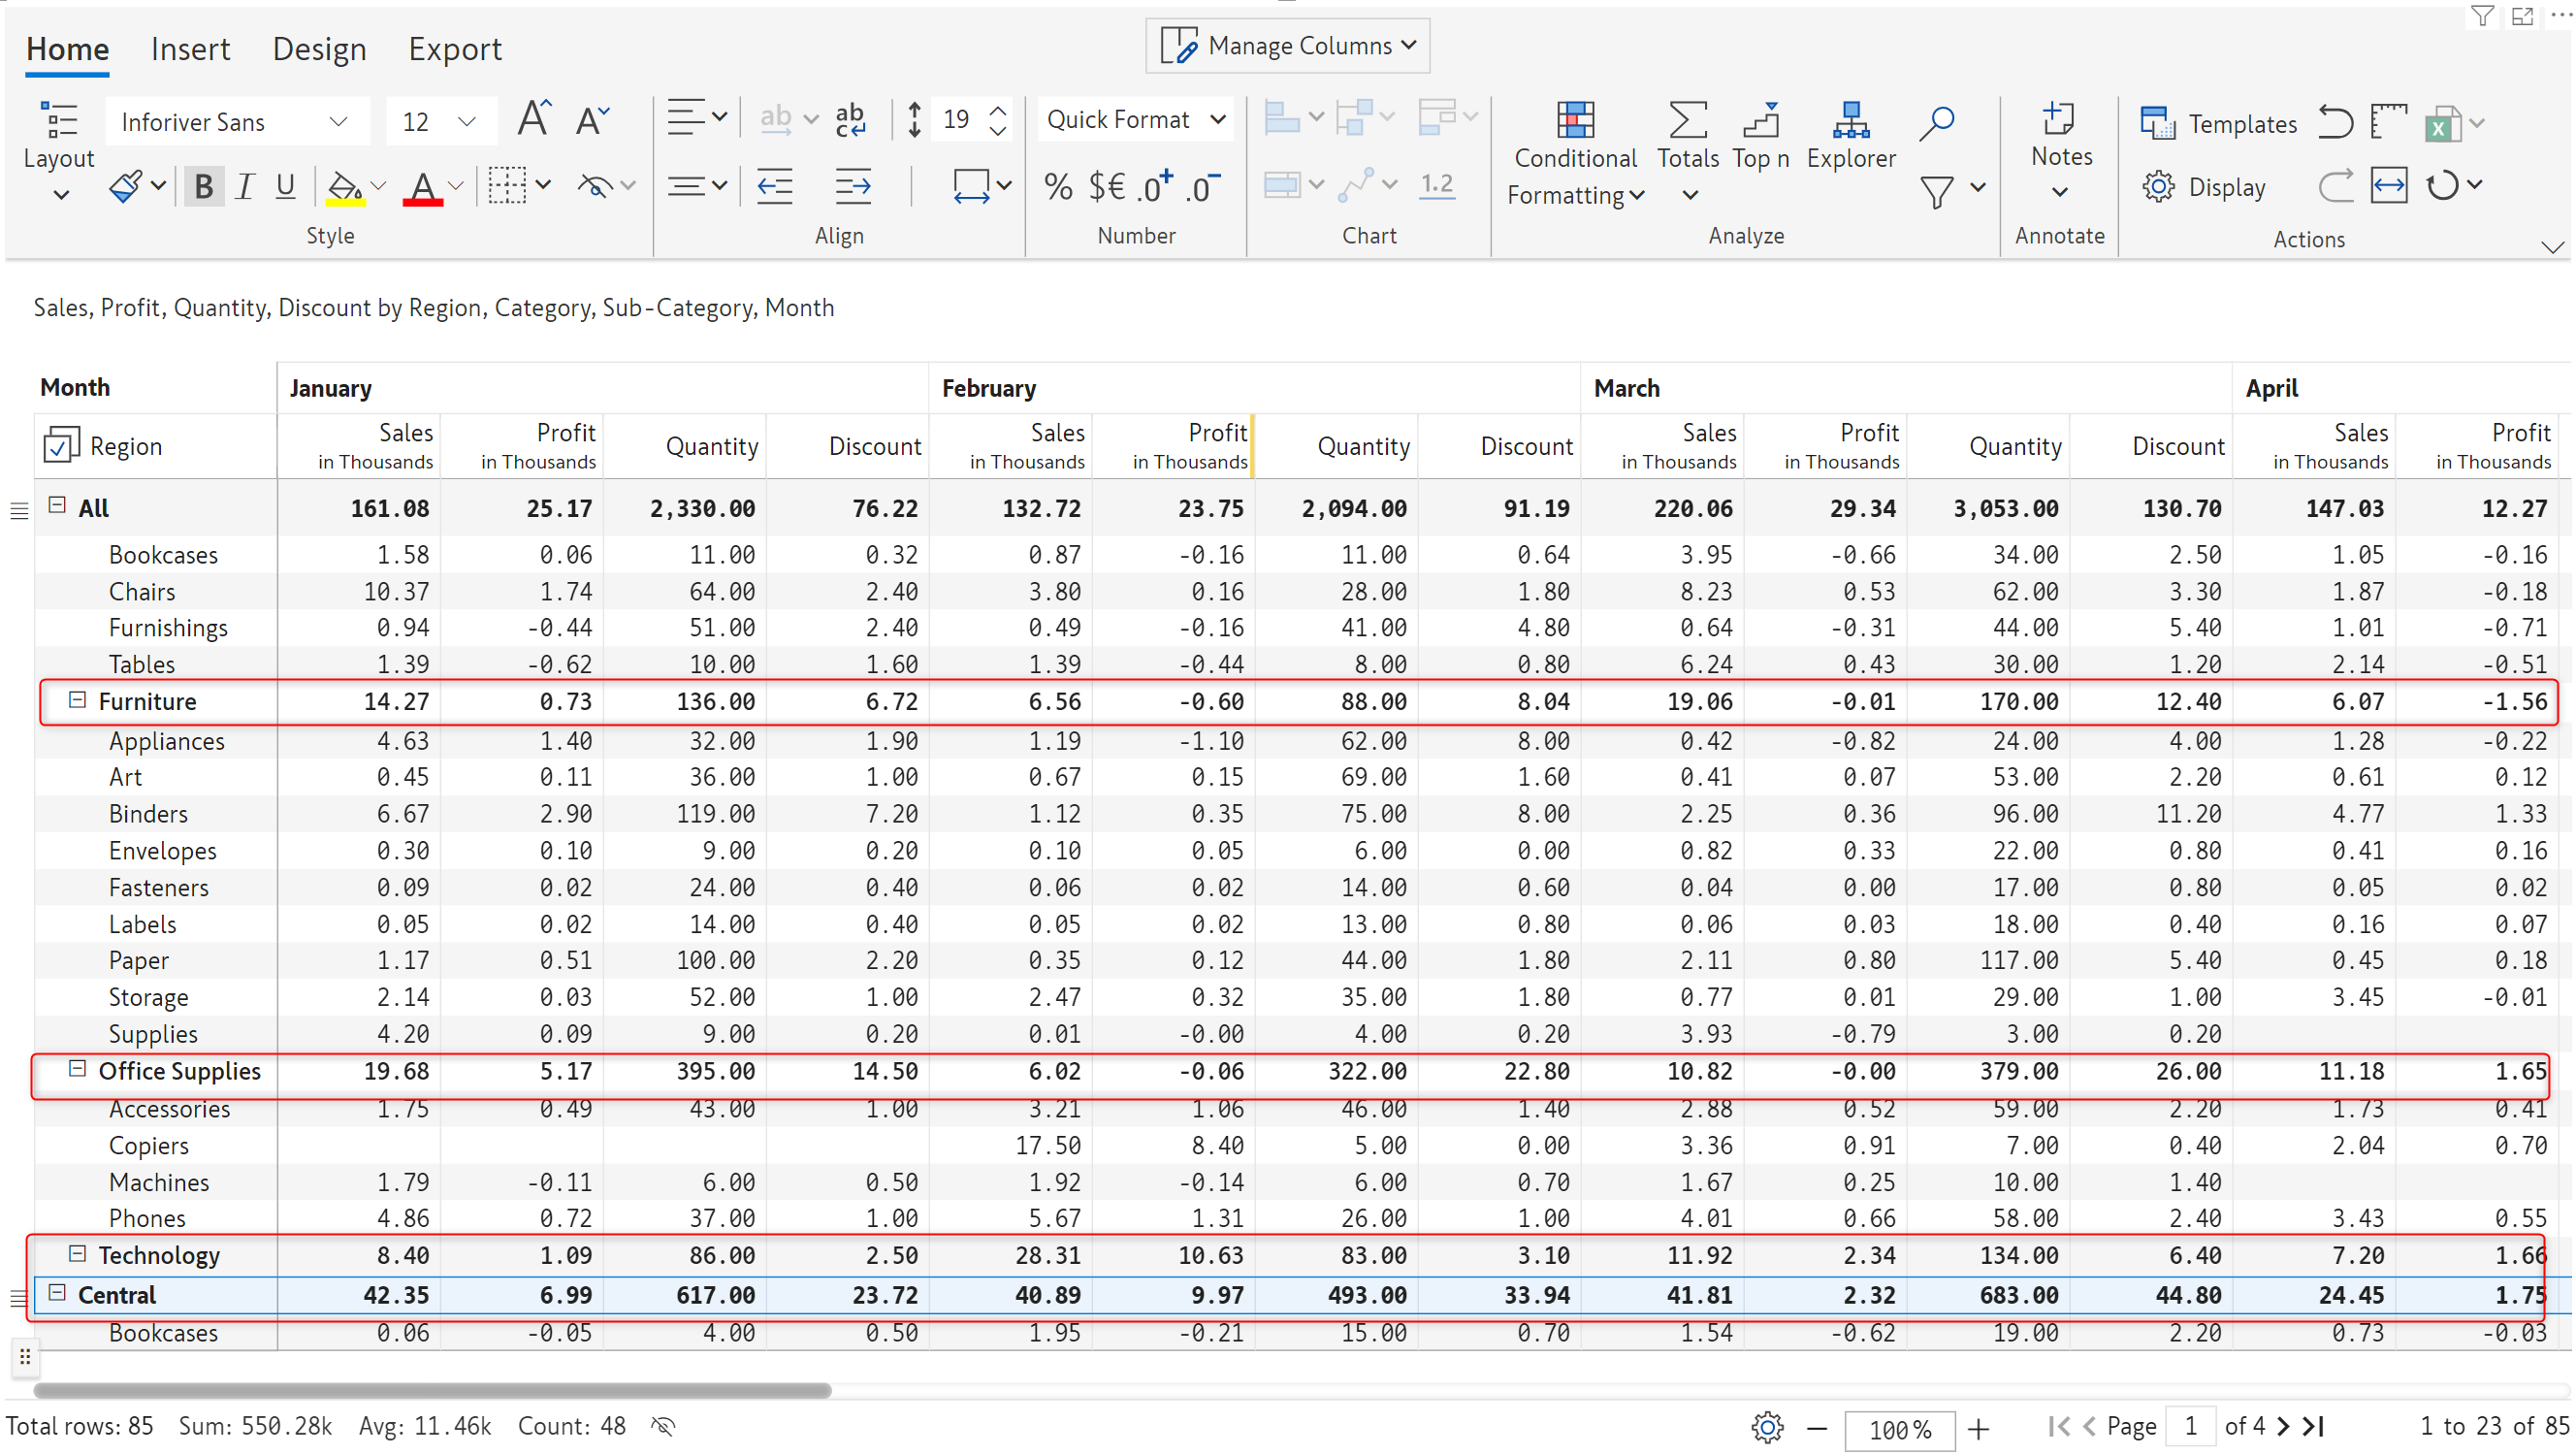 Home Insert Design Export Manage Columns
Inforiver Sans 12 A A ab ab c 19 Quick Format
Layout Conditional Formatting Totals Top n Explorer Notes Templates
B I U A % $€ .0+ .0- 1.2 Display
Style Align Number Chart Analyze Annotate Actions
Sales, Profit, Quantity, Discount by Region, Category, Sub-Category, Month
Month January February March April
Region Sales in Thousands Profit in Thousands Quantity Discount Sales in Thousands Profit in Thousands Quantity Discount Sales in Thousands Profit in Thousands Quantity Discount Sales in Thousands Profit in Thousands
All 161.08 25.17 2,330.00 76.22 132.72 23.75 2,094.00 91.19 220.06 29.34 3,053.00 130.70 147.03 12.27
Bookcases 1.58 0.06 11.00 0.32 0.87 -0.16 11.00 0.64 3.95 -0.66 34.00 2.50 1.05 -0.16
Chairs 10.37 1.74 64.00 2.40 3.80 0.16 28.00 1.80 8.23 0.53 62.00 3.30 1.87 -0.18
Furnishings 0.94 -0.44 51.00 2.40 0.49 -0.16 41.00 4.80 0.64 -0.31 44.00 5.40 1.01 -0.71
Tables 1.39 -0.62 10.00 1.60 1.39 -0.44 8.00 0.80 6.24 0.43 30.00 1.20 2.14 -0.51
Furniture 14.27 0.73 136.00 6.72 6.56 -0.60 88.00 8.04 19.06 -0.01 170.00 12.40 6.07 -1.56
Appliances 4.63 1.40 32.00 1.90 1.19 -1.10 62.00 8.00 0.42 -0.82 24.00 4.00 1.28 -0.22
Art 0.45 0.11 36.00 1.00 0.67 0.15 69.00 1.60 0.41 0.07 53.00 2.20 0.61 0.12
Binders 6.67 2.90 119.00 7.20 1.12 0.35 75.00 8.00 2.25 0.36 96.00 11.20 4.77 1.33
Envelopes 0.30 0.10 9.00 0.20 0.10 0.05 6.00 0.00 0.82 0.33 22.00 0.80 0.41 0.16
Fasteners 0.09 0.02 24.00 0.40 0.06 0.02 14.00 0.60 0.04 0.00 17.00 0.80 0.05 0.02
Labels 0.05 0.02 14.00 0.40 0.05 0.02 13.00 0.80 0.06 0.03 18.00 0.40 0.16 0.07
Paper 1.17 0.51 100.00 2.20 0.35 0.12 44.00 1.80 2.11 0.80 117.00 5.40 0.45 0.18
Storage 2.14 0.03 52.00 1.00 2.47 0.32 35.00 1.80 0.77 0.01 29.00 1.00 3.45 -0.01
Supplies 4.20 0.09 9.00 0.20 0.01 -0.00 4.00 0.20 3.93 -0.79 3.00 0.20
Office Supplies 19.68 5.17 395.00 14.50 6.02 -0.06 322.00 22.80 10.82 -0.00 379.00 26.00 11.18 1.65
Accessories 1.75 0.49 43.00 1.00 3.21 1.06 46.00 1.40 2.88 0.52 59.00 2.20 1.73 0.41
Copiers 17.50 8.40 5.00 0.00 3.36 0.91 7.00 0.40 2.04 0.70
Machines 1.79 -0.11 6.00 0.50 1.92 -0.14 6.00 0.70 1.67 0.25 10.00 1.40
Phones 4.86 0.72 37.00 1.00 5.67 1.31 26.00 1.00 4.01 0.66 58.00 2.40 3.43 0.55
Technology 8.40 1.09 86.00 2.50 28.31 10.63 83.00 3.10 11.92 2.34 134.00 6.40 7.20 1.66
Central 42.35 6.99 617.00 23.72 40.89 9.97 493.00 33.94 41.81 2.32 683.00 44.80 24.45 1.75
Bookcases 0.06 -0.05 4.00 0.50 1.95 -0.21 15.00 0.70 1.54 -0.62 19.00 2.20 0.73 -0.03
Total rows: 85 Sum: 550.28k Avg: 11.46k Count: 48 100% Page 1 of 4 1 to 23 of 85